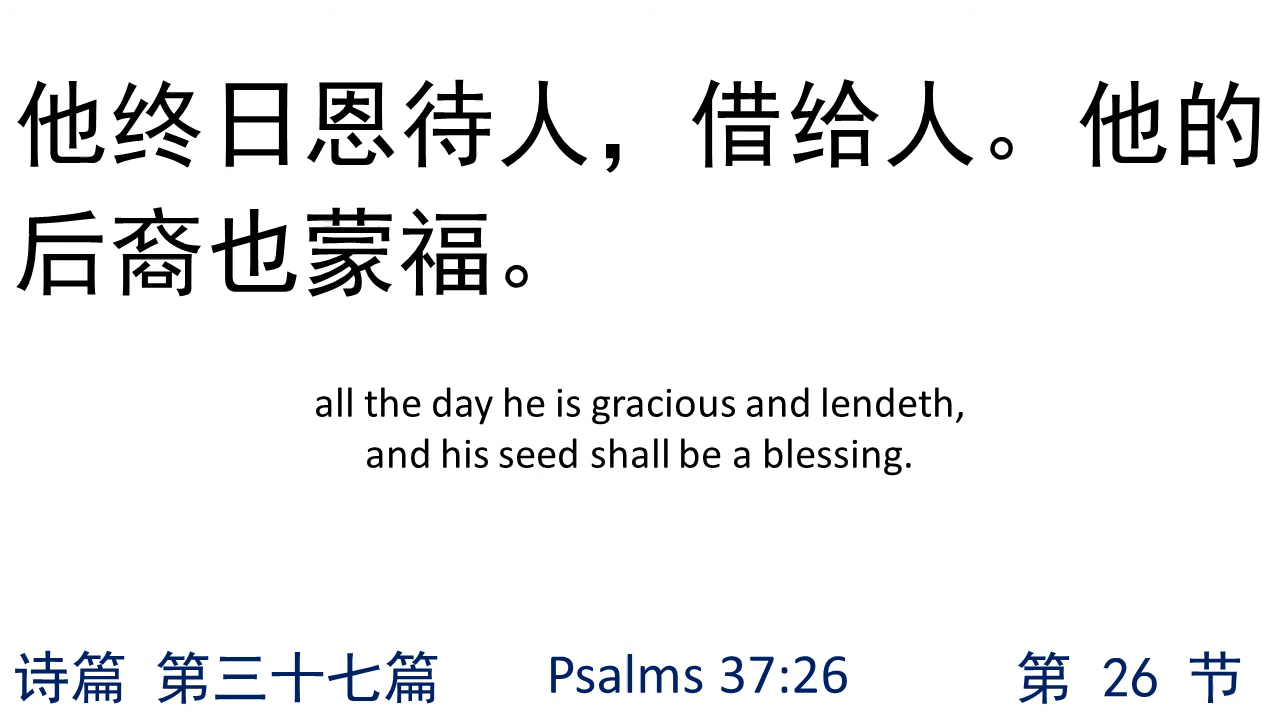 他终日恩待人，借给人。他的
后裔也蒙福。
all the day he is gracious and lendeth,
and his seed shall be a blessing.
诗篇 第三十七篇 Psalms 37:26 第 26 节